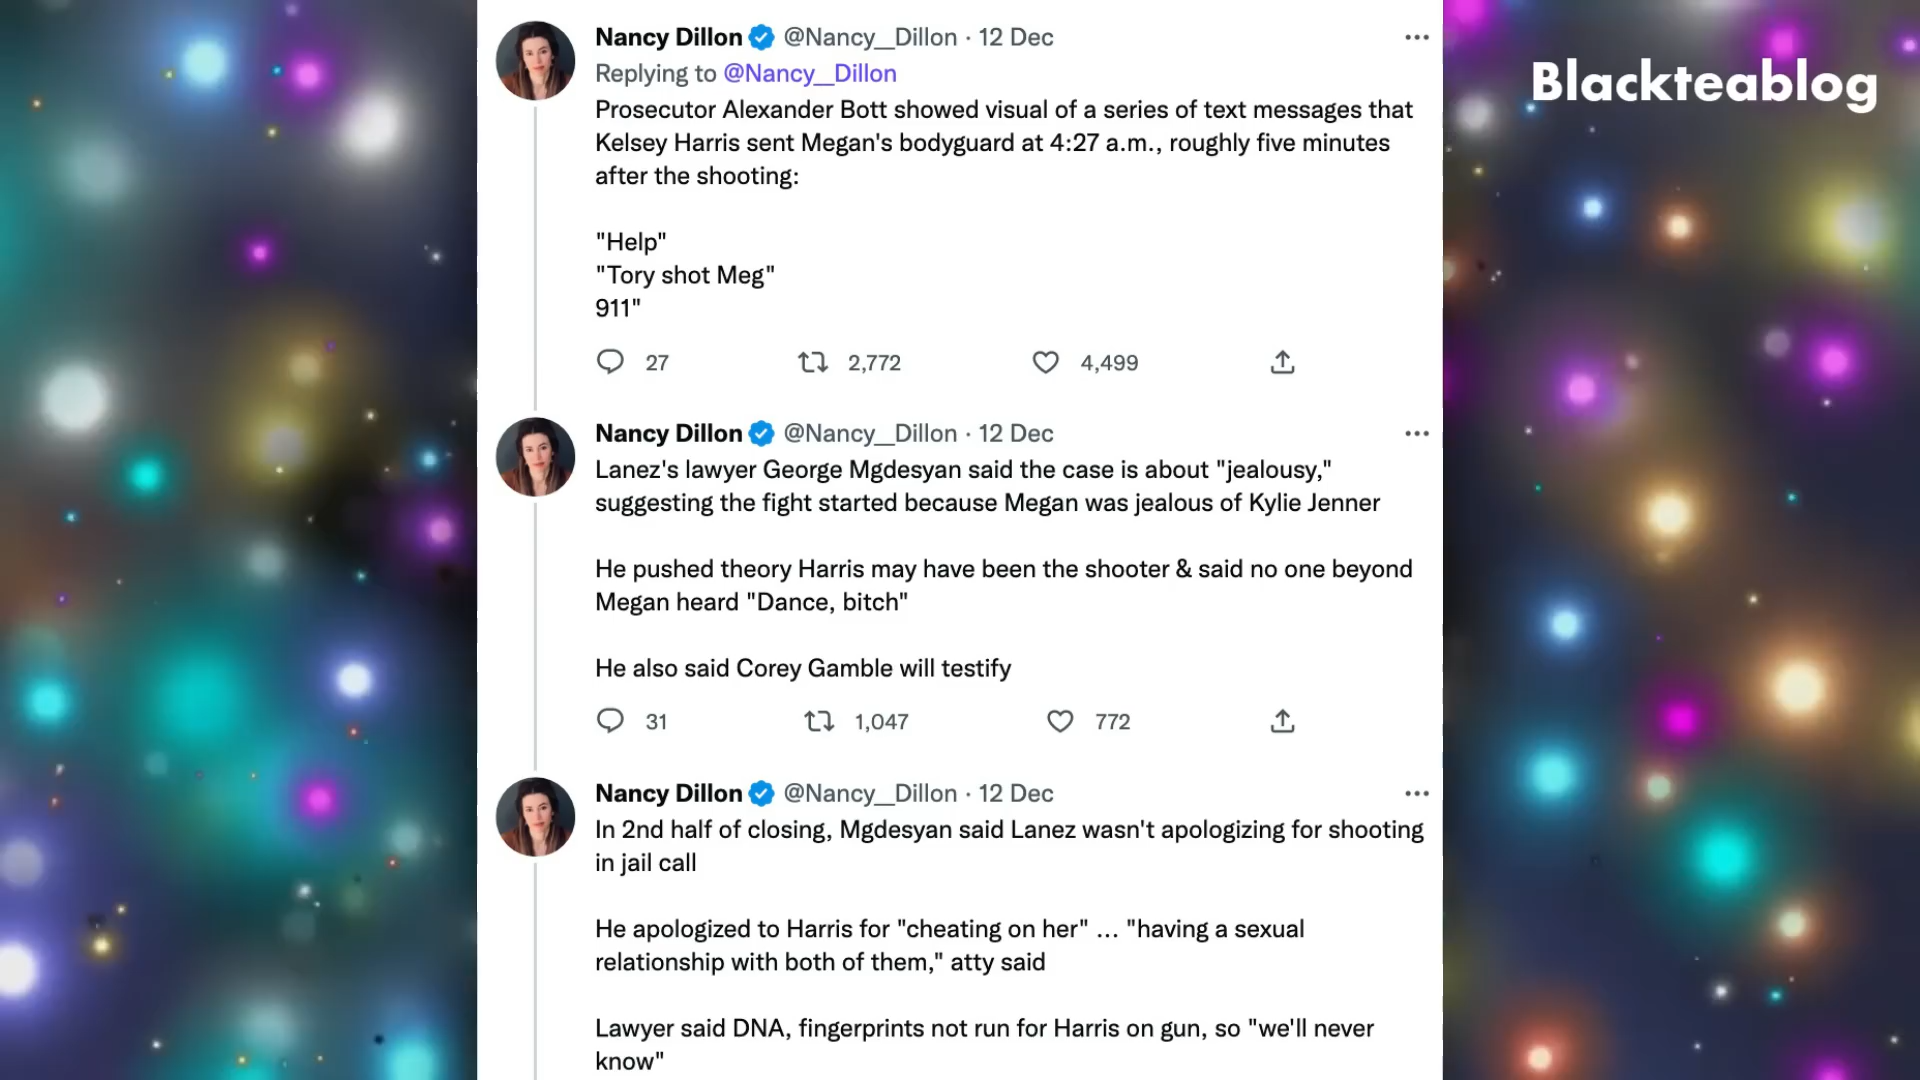 Blackteablog
Nancy Dillon @Nancy__Dillon · 12 Dec
Replying to @Nancy__Dillon
Prosecutor Alexander Bott showed visual of a series of text messages that
Kelsey Harris sent Megan's bodyguard at 4:27 a.m., roughly five minutes
after the shooting:
"Help"
"Tory shot Meg"
911"
27 2,772 4,499
Nancy Dillon @Nancy__Dillon · 12 Dec
Lanez's lawyer George Mgdesyan said the case is about "jealousy,"
suggesting the fight started because Megan was jealous of Kylie Jenner
He pushed theory Harris may have been the shooter & said no one beyond
Megan heard "Dance, bitch"
He also said Corey Gamble will testify
31 1,047 772
Nancy Dillon @Nancy__Dillon · 12 Dec
In 2nd half of closing, Mgdesyan said Lanez wasn't apologizing for shooting
in jail call
He apologized to Harris for "cheating on her" ... "having a sexual
relationship with both of them," atty said
Lawyer said DNA, fingerprints not run for Harris on gun, so "we'll never
know"